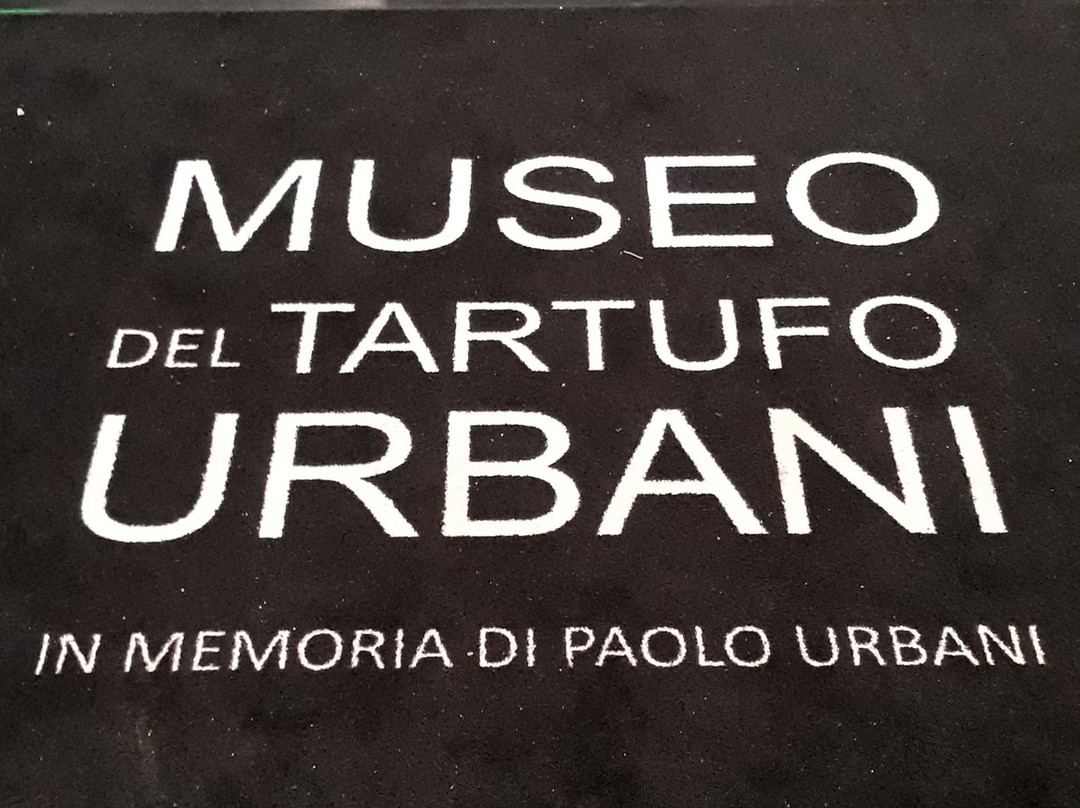 MUSEO
DEL TARTUFO
URBANI
IN MEMORIA DI PAOLO URBANI